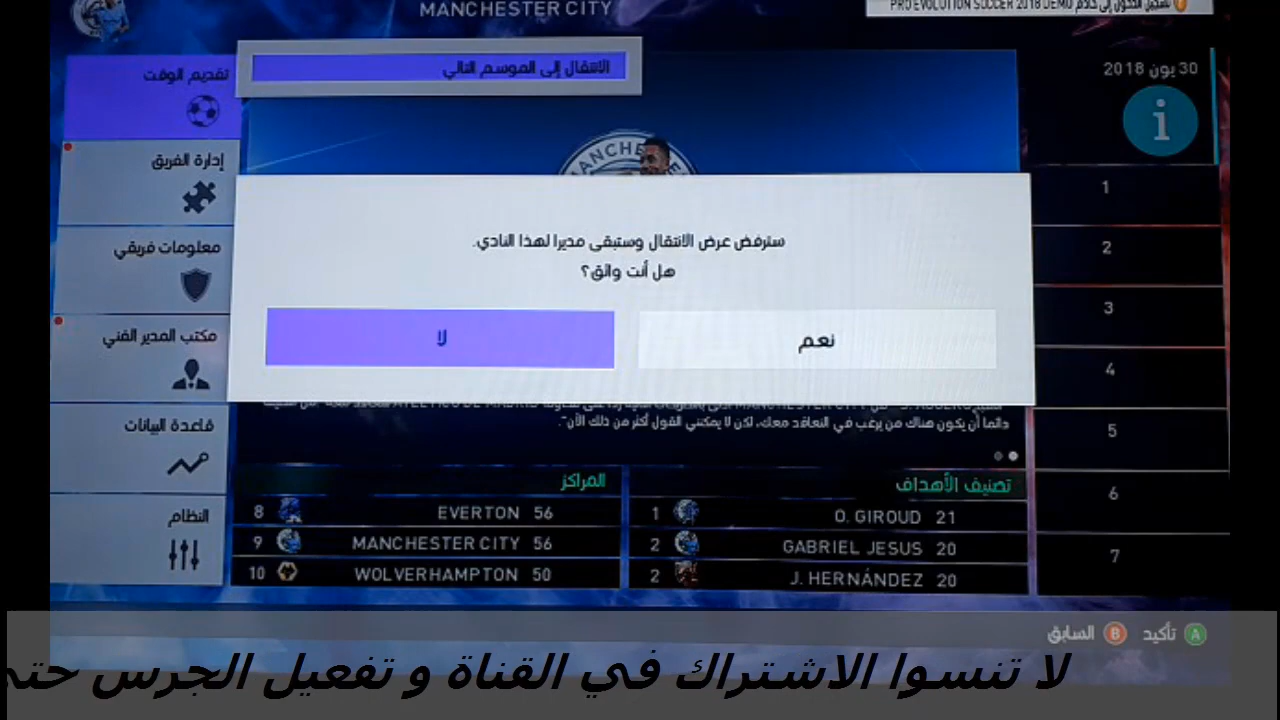 MANCHESTER CITY
PRO EVOLUTION SOCCER 2018 DEMO
الانتقال إلى الموسم التالي
30 يون 2018
تقديم الوقت
إدارة الفريق
معلومات فريقي
مكتب المدير الفني
قاعدة البيانات
النظام
MANCHE
سترفض عرض الانتقال وستبقى مديرا لهذا النادي.
هل أنت واثق؟
نعم
لا
دائما أن يكون هناك من يرغب في التعاقد معك، لكن لا يمكنني القول أكثر من ذلك الآن".
تصنيف الأهداف
1 O. GIROUD 21
2 GABRIEL JESUS 20
2 J. HERNÁNDEZ 20
المراكز
8 EVERTON 56
9 MANCHESTER CITY 56
10 WOLVERHAMPTON 50
1
2
3
4
5
6
7
A تأكيد B السابق
لا تنسوا الاشتراك في القناة و تفعيل الجرس حتى